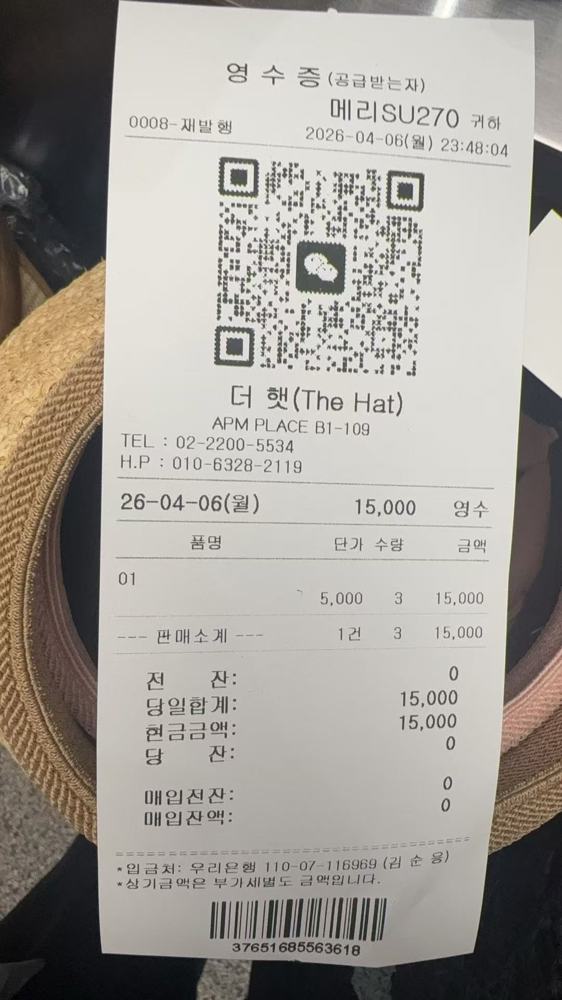 영 수 증 (공급받는자)
메리SU270 귀하
0008-재발행
2026-04-06(월) 23:48:04
더 햇(The Hat)
APM PLACE B1-109
TEL : 02-2200-5534
H.P : 010-6328-2119
26-04-06(월) 15,000 영수
품명 단가 수량 금액
01
5,000 3 15,000
--- 판매소계 --- 1건 3 15,000
전 잔: 0
당일합계: 15,000
현금금액: 15,000
당 잔: 0
매입전잔: 0
매입잔액: 0
*입금처: 우리은행 110-07-116969 (김 순 용)
*상기금액은 부가세별도 금액입니다.
37651685563618